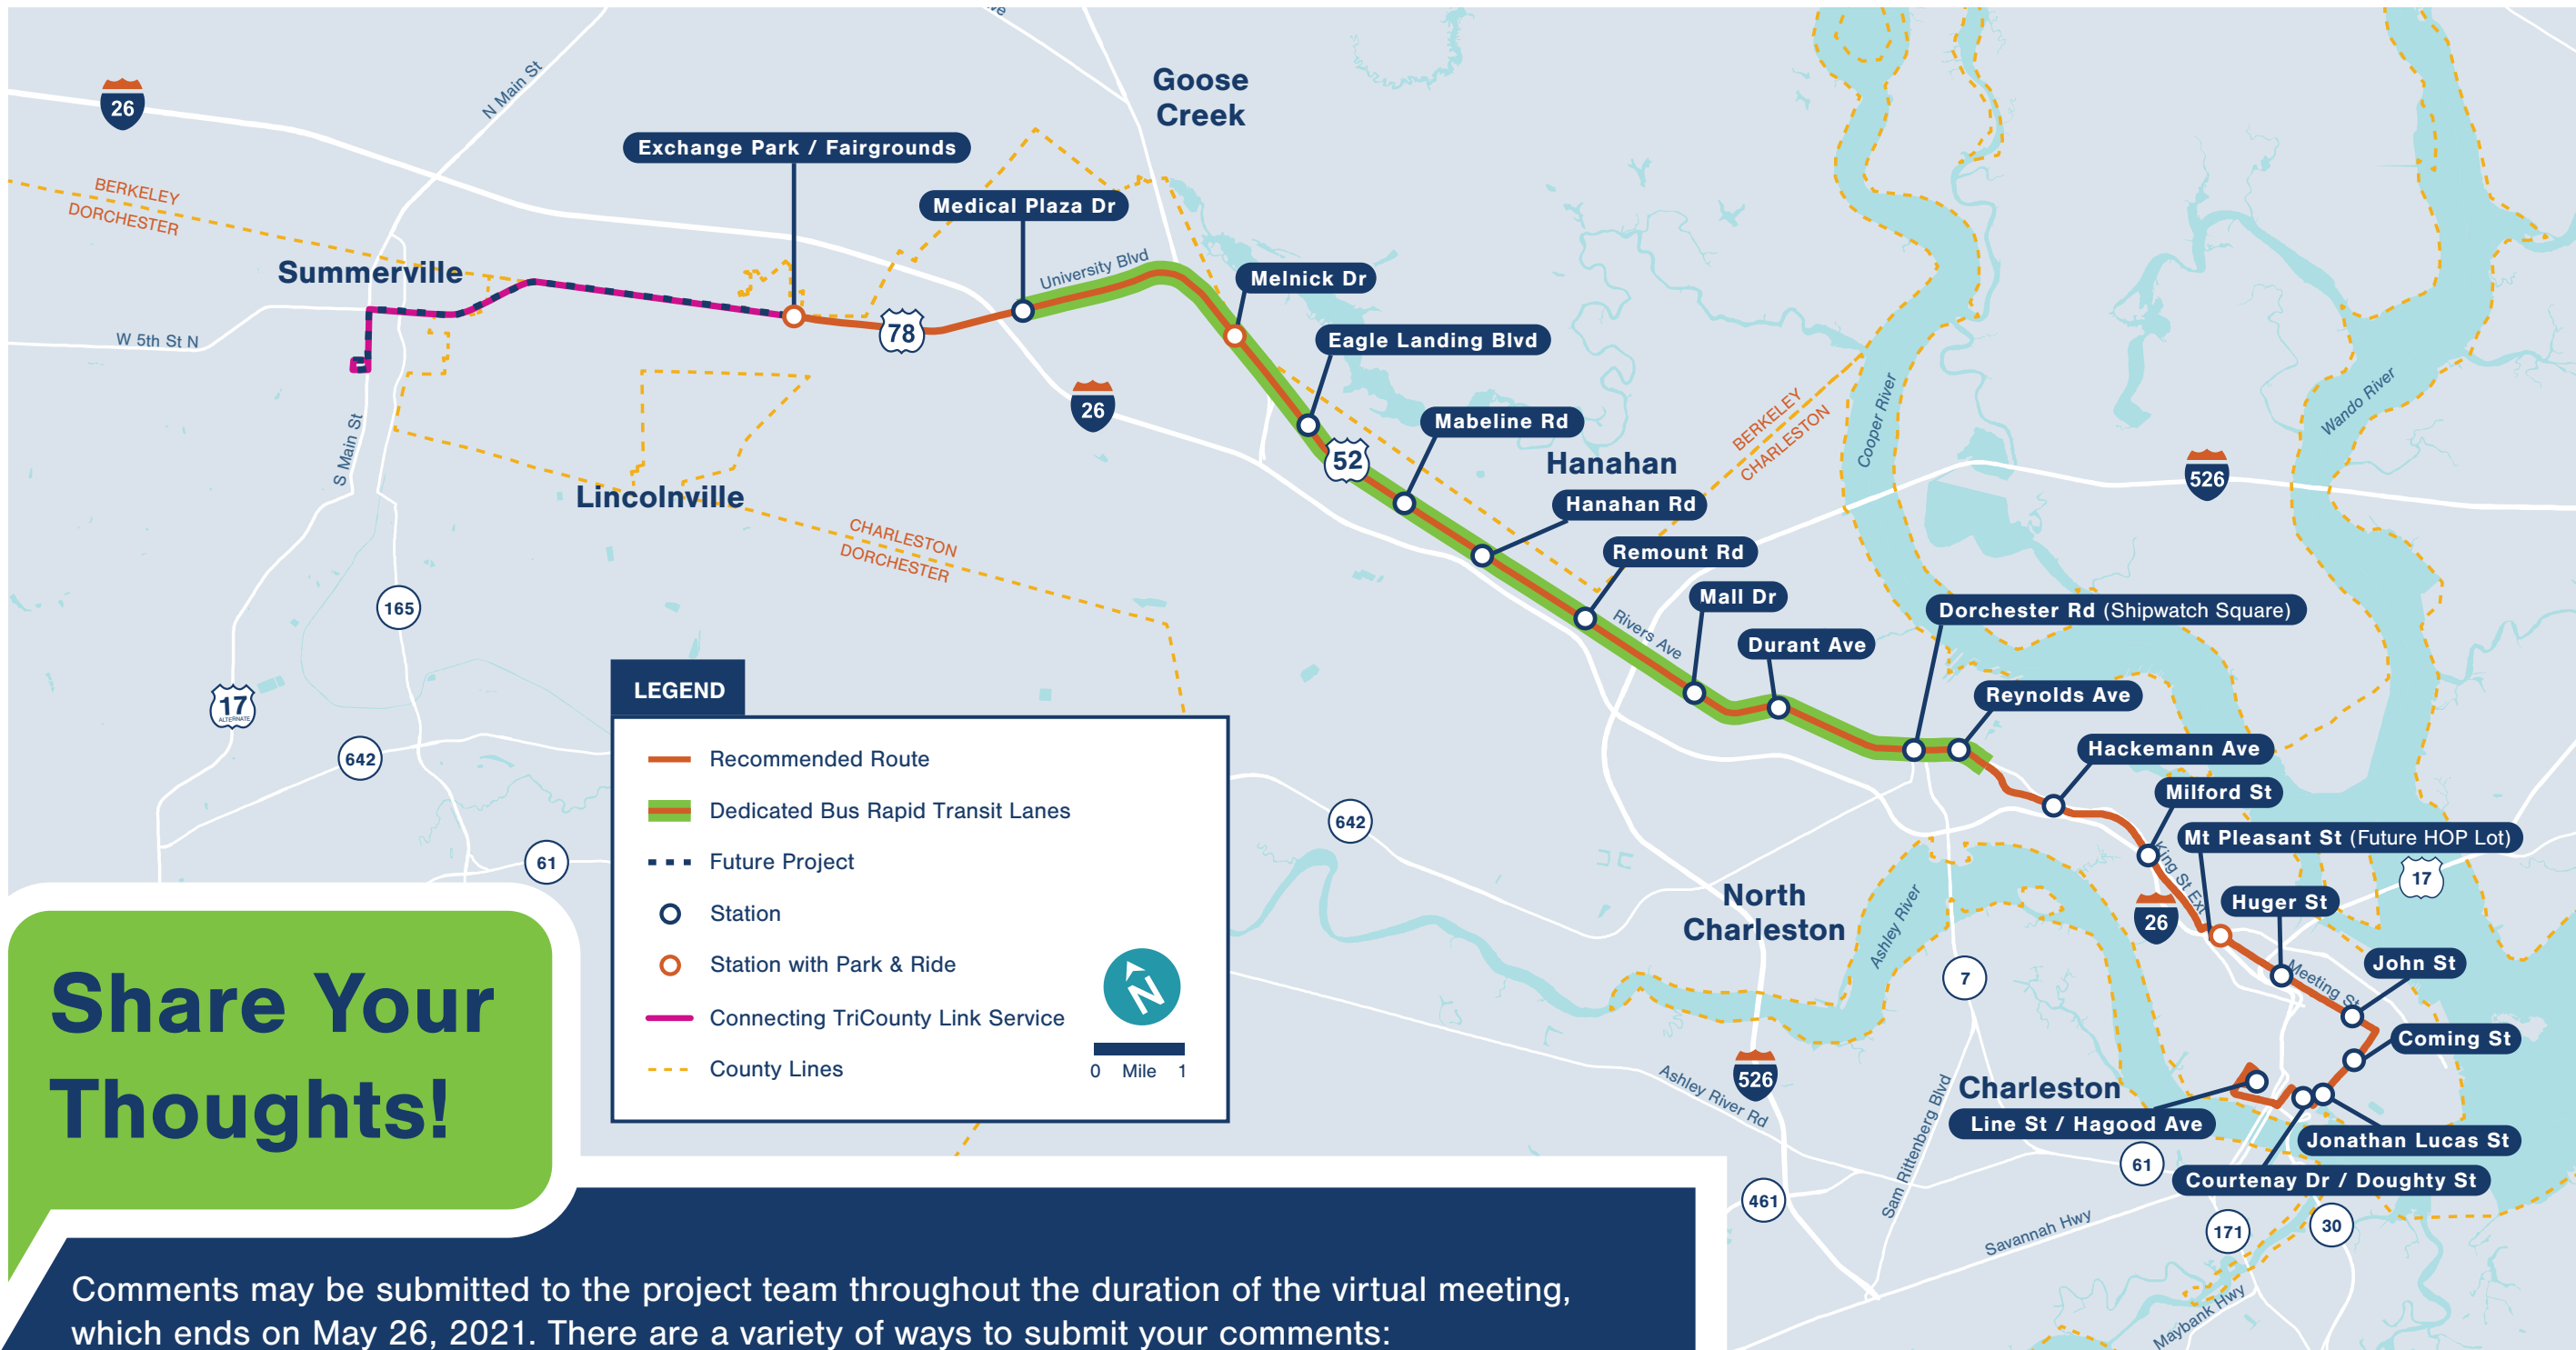 26
N Main St
Goose
Creek
Exchange Park / Fairgrounds
BERKELEY
DORCHESTER
Medical Plaza Dr
Summerville
University Blvd
Melnick Dr
W 5th St N
78
Eagle Landing Blvd
26
Mabeline Rd
BERKELEY
CHARLESTON
Cooper River
Wando River
S Main St
52
Hanahan
526
Lincolnville
Hanahan Rd
CHARLESTON
DORCHESTER
Remount Rd
165
Mall Dr
Dorchester Rd (Shipwatch Square)
Rivers Ave
Durant Ave
17
ALTERNATE
Reynolds Ave
642
Hackemann Ave
Milford St
642
Mt Pleasant St (Future HOP Lot)
61
King St Ext
17
North
Charleston
Ashley River
26
Huger St
7
Meeting St
John St
Coming St
526
Ashley River Rd
Sam Rittenberg Blvd
Charleston
Line St / Hagood Ave
Jonathan Lucas St
61
Courtenay Dr / Doughty St
461
Savannah Hwy
171
30
Maybank Hwy
LEGEND
Recommended Route
Dedicated Bus Rapid Transit Lanes
Future Project
Station
Station with Park & Ride
Connecting TriCounty Link Service
County Lines
N
0 Mile 1
Share Your
Thoughts!
Comments may be submitted to the project team throughout the duration of the virtual meeting,
which ends on May 26, 2021. There are a variety of ways to submit your comments: